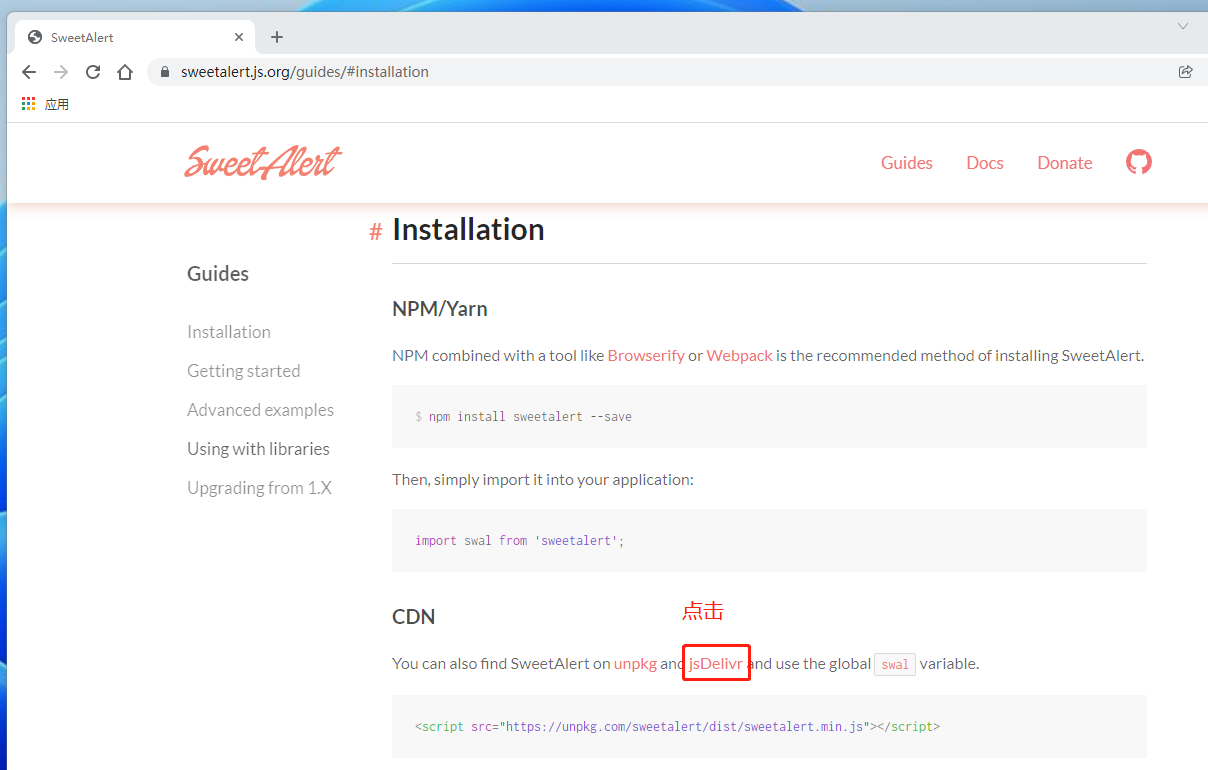 SweetAlert
sweetalert.js.org/guides/#installation
应用
SweetAlert
Guides Docs Donate
# Installation
Guides
Installation
Getting started
Advanced examples
Using with libraries
Upgrading from 1.X
NPM/Yarn
NPM combined with a tool like Browserify or Webpack is the recommended method of installing SweetAlert.
$ npm install sweetalert --save
Then, simply import it into your application:
import swal from 'sweetalert';
CDN
点击
You can also find SweetAlert on unpkg and jsDelivr and use the global swal variable.
<script src="https://unpkg.com/sweetalert/dist/sweetalert.min.js"></script>